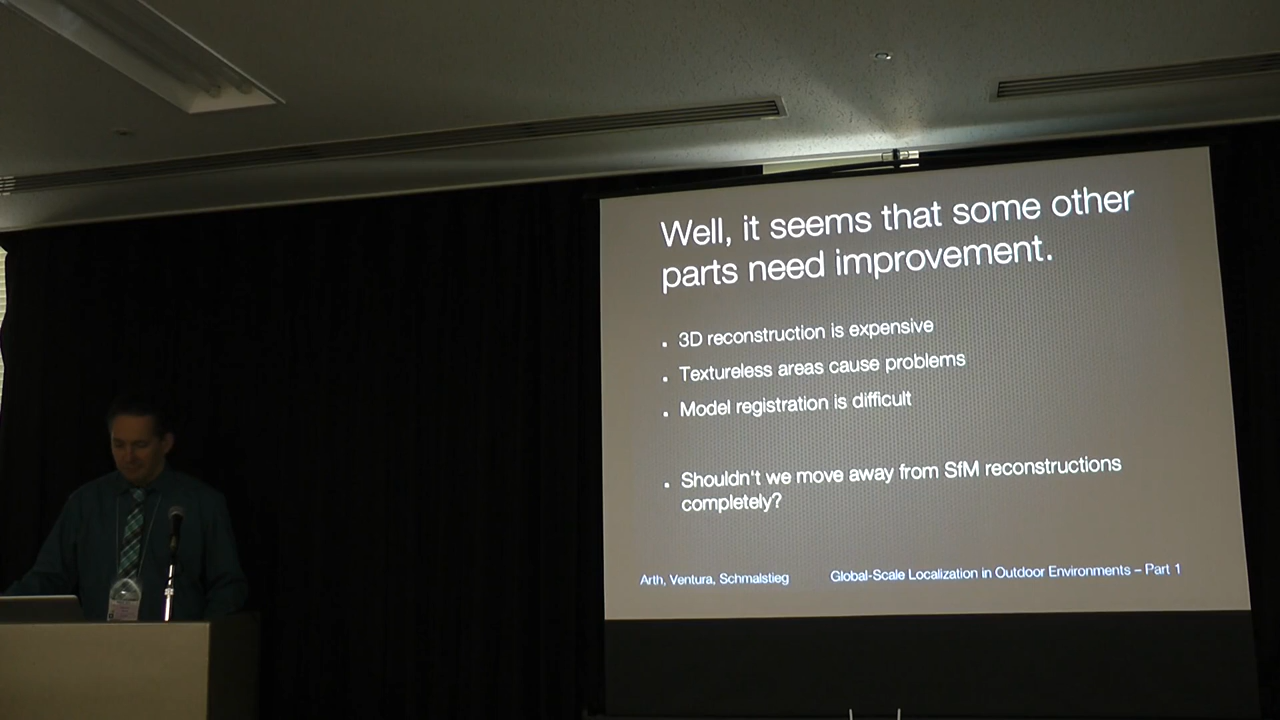 Well, it seems that some other
parts need improvement.
• 3D reconstruction is expensive
• Textureless areas cause problems
• Model registration is difficult
• Shouldn't we move away from SfM reconstructions
completely?
Arth, Ventura, Schmalstieg
Global-Scale Localization in Outdoor Environments – Part 1